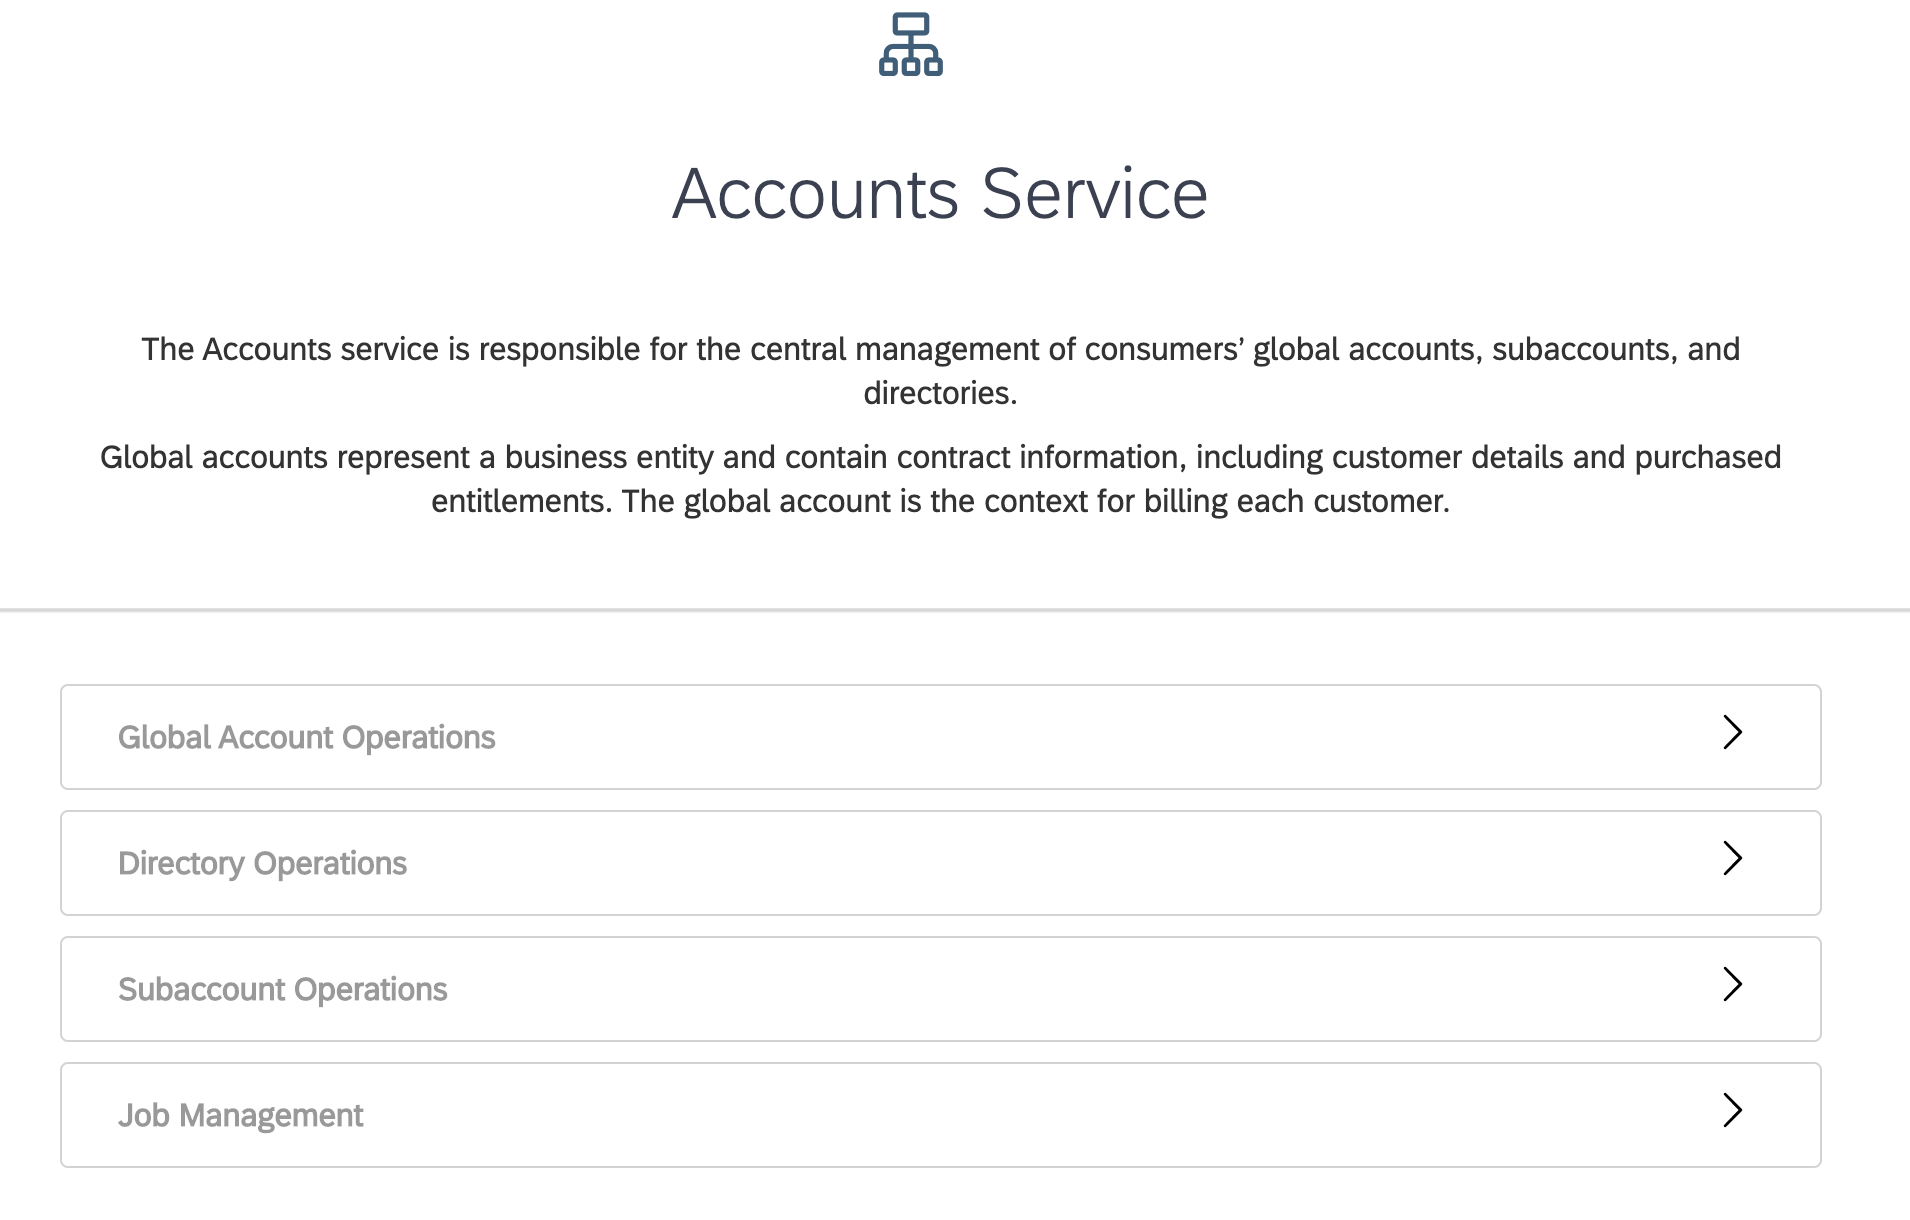 Accounts Service
The Accounts service is responsible for the central management of consumers’ global accounts, subaccounts, and
directories.
Global accounts represent a business entity and contain contract information, including customer details and purchased
entitlements. The global account is the context for billing each customer.
Global Account Operations
Directory Operations
Subaccount Operations
Job Management